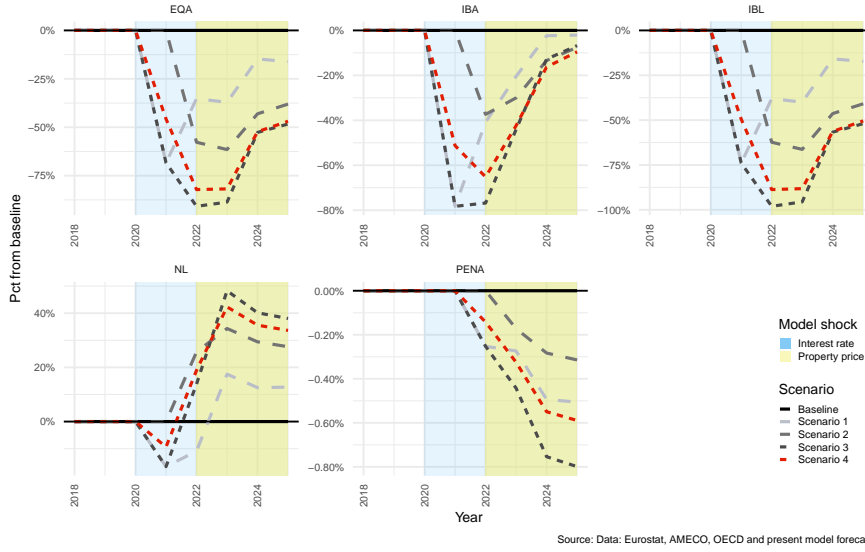 EQA
IBA
IBL
0%
−25%
−50%
−75%
0%
−20%
−40%
−60%
−80%
0%
−25%
−50%
−75%
−100%
2018
2020
2022
2024
2018
2020
2022
2024
2018
2020
2022
2024
Pct from baseline
NL
PENA
40%
20%
0%
0.00%
−0.20%
−0.40%
−0.60%
−0.80%
2018
2020
2022
2024
2018
2020
2022
2024
Year
Model shock
Interest rate
Property price
Scenario
Baseline
Scenario 1
Scenario 2
Scenario 3
Scenario 4
Source: Data: Eurostat, AMECO, OECD and present model foreca